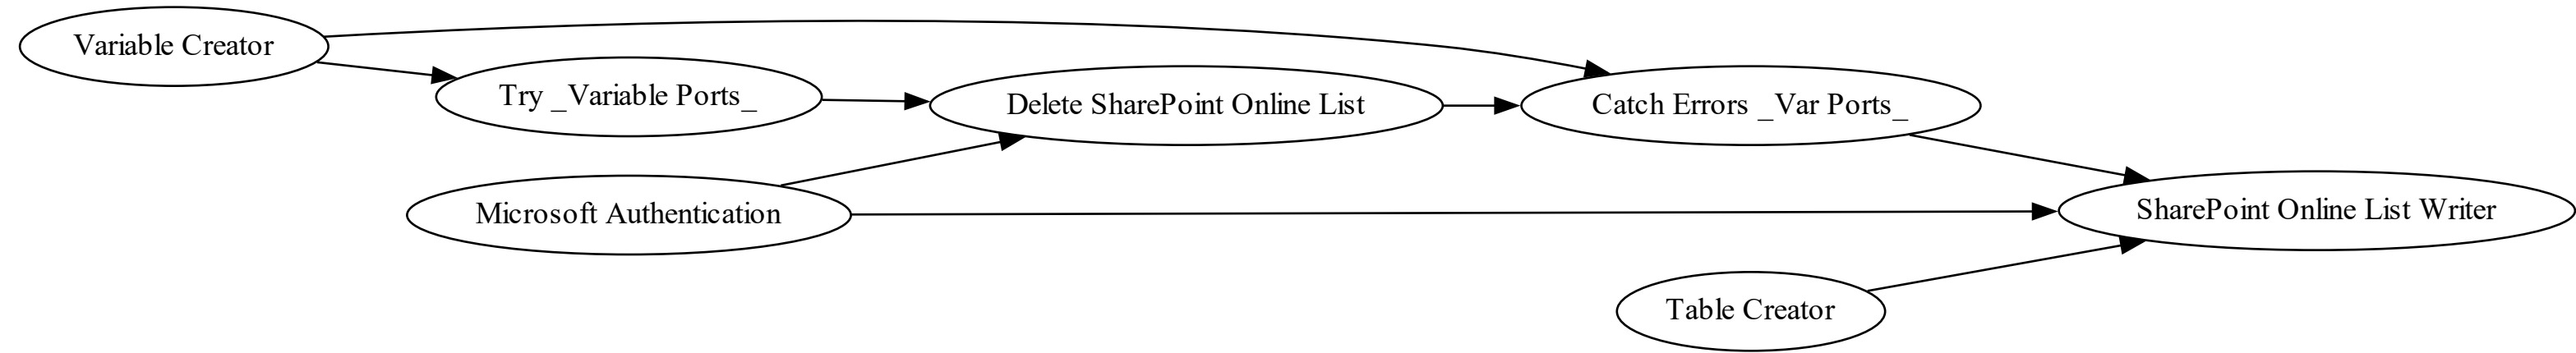 Variable Creator
Try _Variable Ports_
Delete SharePoint Online List
Catch Errors _Var Ports_
Microsoft Authentication
SharePoint Online List Writer
Table Creator